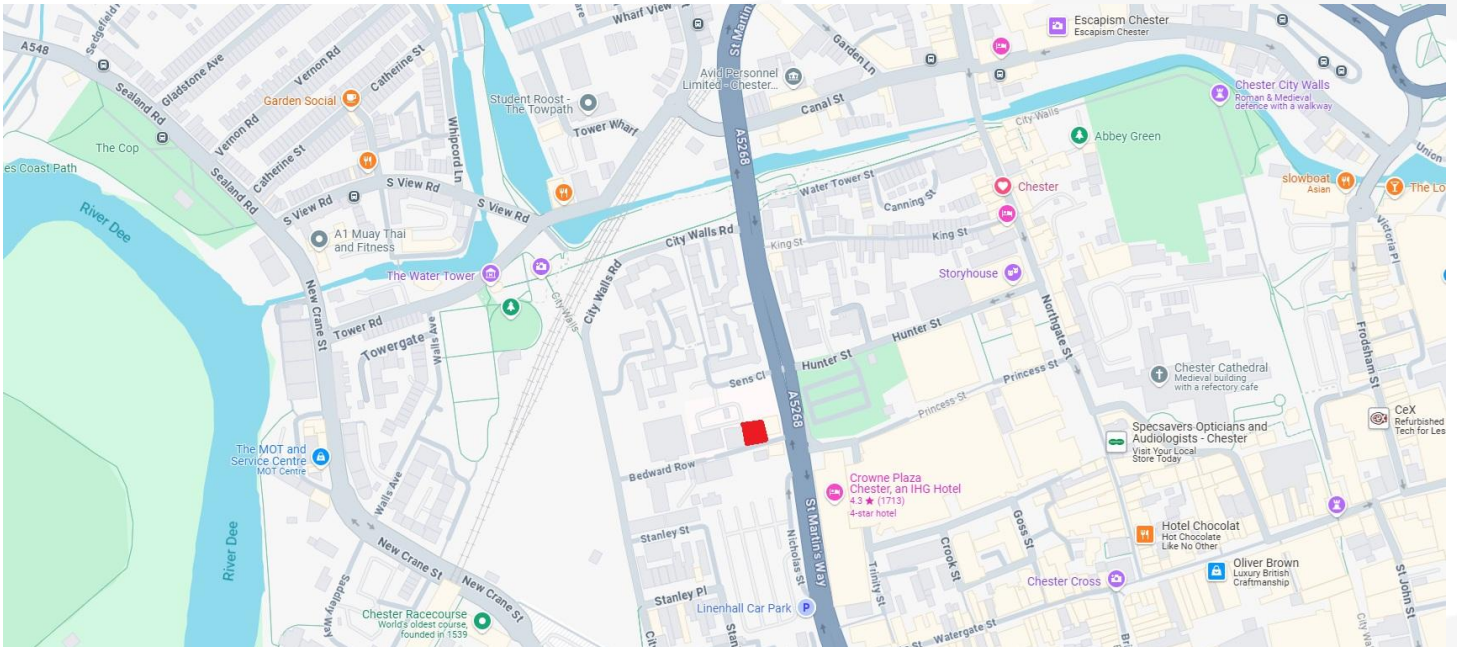 Wharf View
St Martin
Escapism Chester
Escapism Chester
A548
Sedgefield
Gladstone Ave
Vernon Rd
Catherine St
Garden Ln
Avid Personnel
Limited - Chester...
Chester City Walls
Roman & Medieval
defence with a walkway
Sealand Rd
Garden Social
Student Roost -
The Towpath
Canal St
City Walls
Whipcord Ln
Tower Wharf
A5268
Abbey Green
Union
The Cop
Vernon Rd
Catherine St
slowboat
Asian
The Lo
es Coast Path
Sealand Rd
S View Rd
Water Tower St
Chester
Canning St
River Dee
S View Rd
S View Rd
City Walls Rd
King St
King St
Victoria Pl
A1 Muay Thai
and Fitness
The Water Tower
City Walls Rd
Storyhouse
New Crane St
City Walls
Northgate St
Tower Rd
Towergate
Walls Ave
Hunter St
Hunter St
Frodsham St
Sens Cl
Princess St
Chester Cathedral
Medieval building
with a refectory cafe
A5268
Princess St
CeX
Refurbished
Tech for Les
Specsavers Opticians and
Audiologists - Chester
Visit Your Local
Store Today
The MOT and
Service Centre
MOT Centre
Bedward Row
Crowne Plaza
Chester, an IHG Hotel
4.3 ★ (1713)
4-star hotel
Walls Ave
St Martin's Way
Goss St
Hotel Chocolat
Hot Chocolate
Like No Other
Stanley St
Nicholas St
Crook St
River Dee
New Crane St
Oliver Brown
Luxury British
Craftmanship
Saddlery Way
New Crane St
Trinity St
Chester Cross
St John St
Stanley Pl
Linenhall Car Park
P
Chester Racecourse
World's oldest course,
founded in 1539
City
Stan
Watergate St
Bri
City Wa